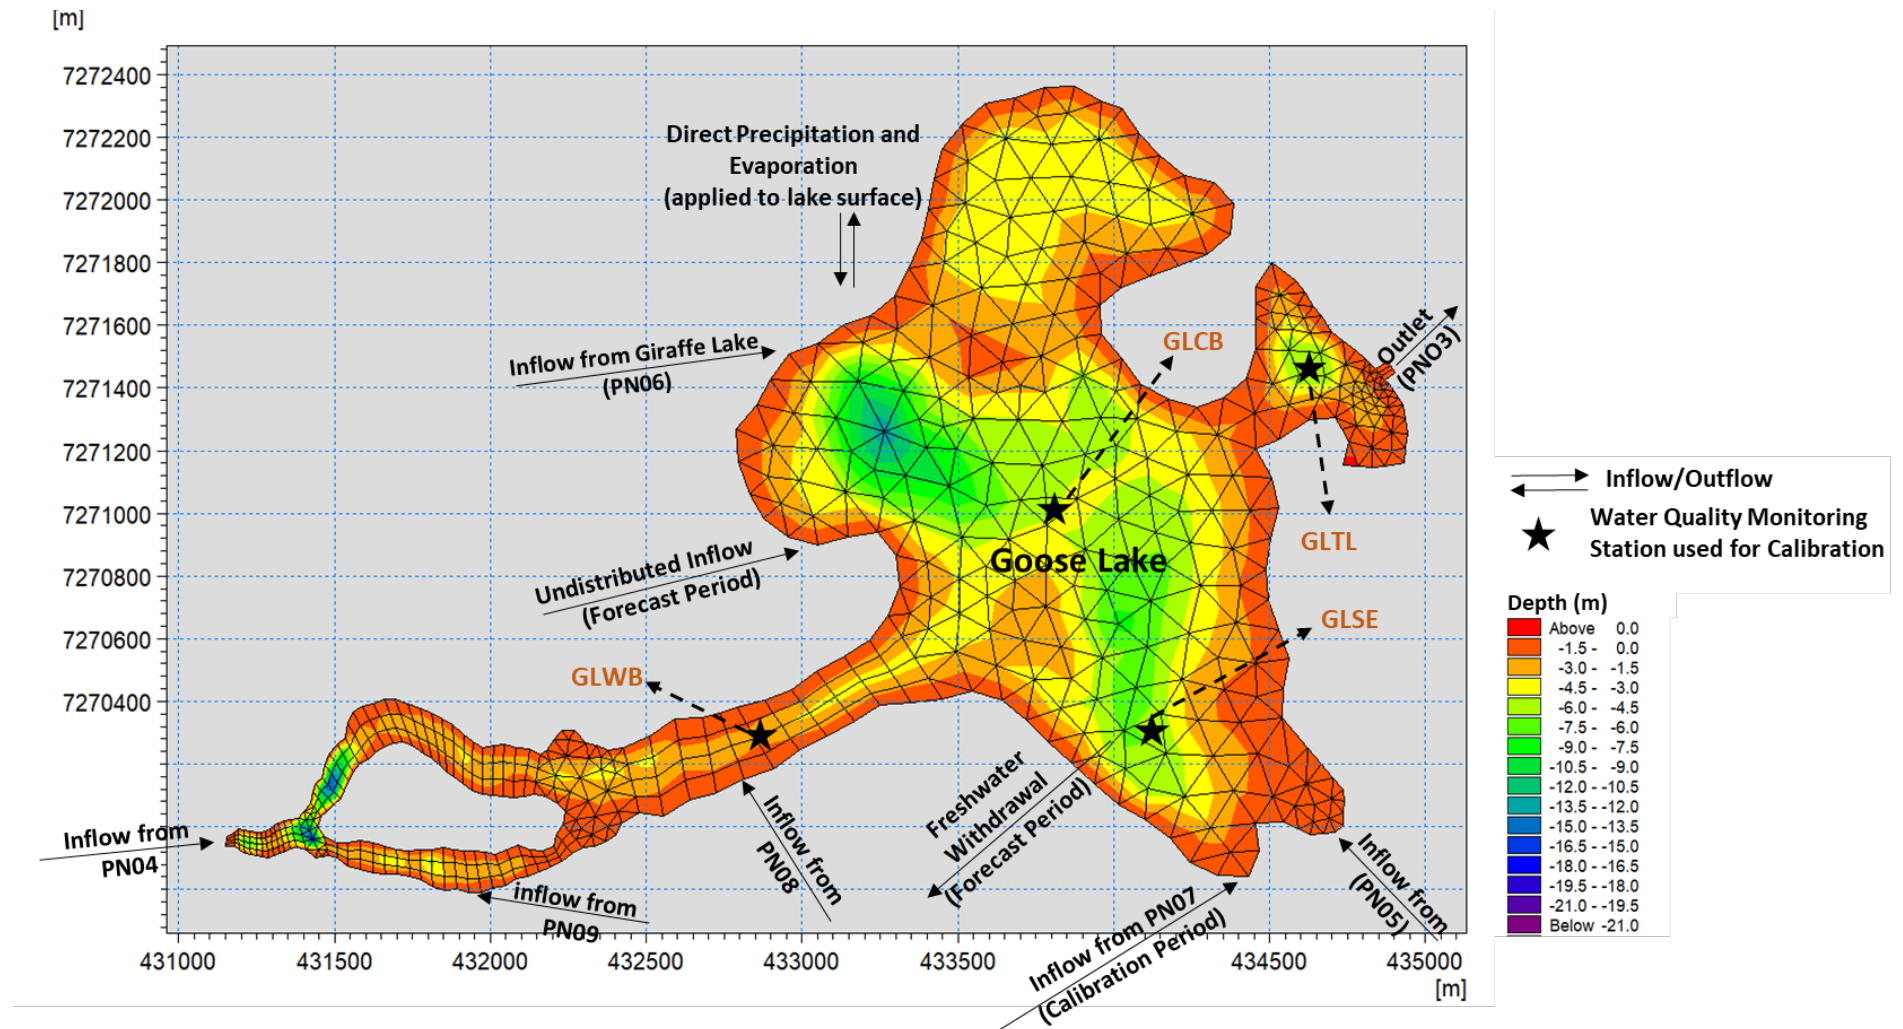 [m]
7272400
7272200
7272000
7271800
7271600
7271400
7271200
7271000
7270800
7270600
7270400
Direct Precipitation and
Evaporation
(applied to lake surface)
Inflow from Giraffe Lake
(PN06)
GLCB
Outlet
(PNO3)
GLTL
Undistributed Inflow
(Forecast Period)
Goose Lake
GLSE
GLWB
Inflow from
PN04
inflow from
PN09
Inflow from
PN08
Freshwater
Withdrawal
(Forecast Period)
Inflow from PN07
(Calibration Period)
Inflow from
(PN05)
431000 431500 432000 432500 433000 433500 434500 435000
[m]
Inflow/Outflow
Water Quality Monitoring
Station used for Calibration
Depth (m)
Above 0.0
-1.5 - 0.0
-3.0 - -1.5
-4.5 - -3.0
-6.0 - -4.5
-7.5 - -6.0
-9.0 - -7.5
-10.5 - -9.0
-12.0 - -10.5
-13.5 - -12.0
-15.0 - -13.5
-16.5 - -15.0
-18.0 - -16.5
-19.5 - -18.0
-21.0 - -19.5
Below -21.0